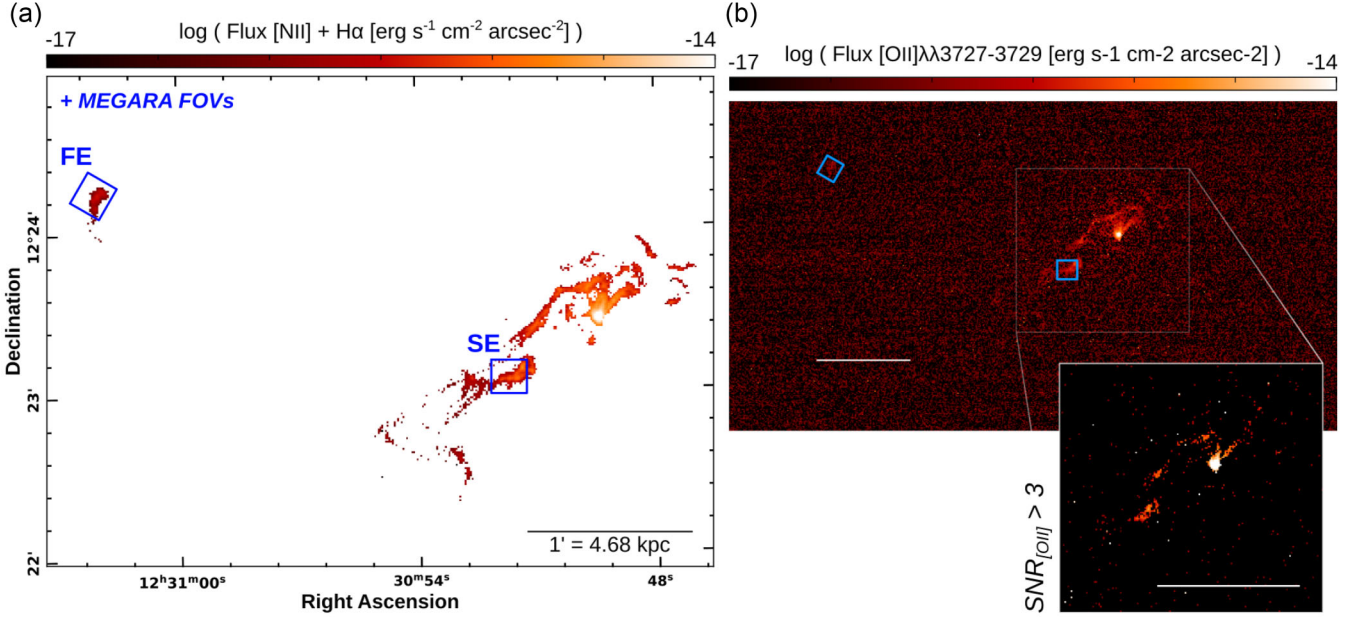 (a)
log ( Flux [NII] + Hα [erg s⁻¹ cm⁻² arcsec⁻²] )
-17 -14
+ MEGARA FOVs
FE
SE
12°24'
23'
22'
Declination
1' = 4.68 kpc
12ʰ31ᵐ00ˢ 30ᵐ54ˢ 48ˢ
Right Ascension
(b)
log ( Flux [OII]λλ3727-3729 [erg s-1 cm-2 arcsec-2] )
-17 -14
SNR[OII] > 3